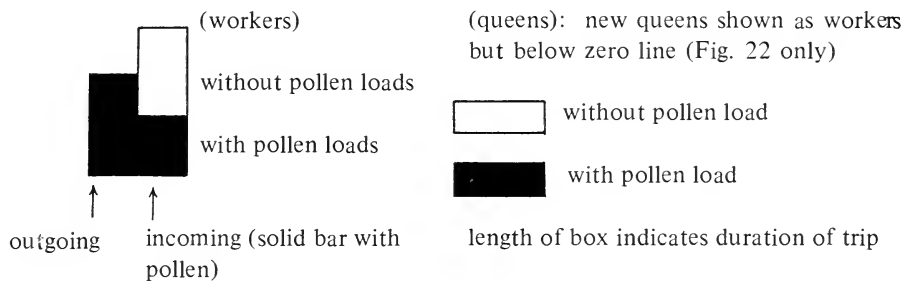 (workers)
without pollen loads
with pollen loads
outgoing
incoming (solid bar with
pollen)
(queens): new queens shown as workers
but below zero line (Fig. 22 only)
without pollen load
with pollen load
length of box indicates duration of trip